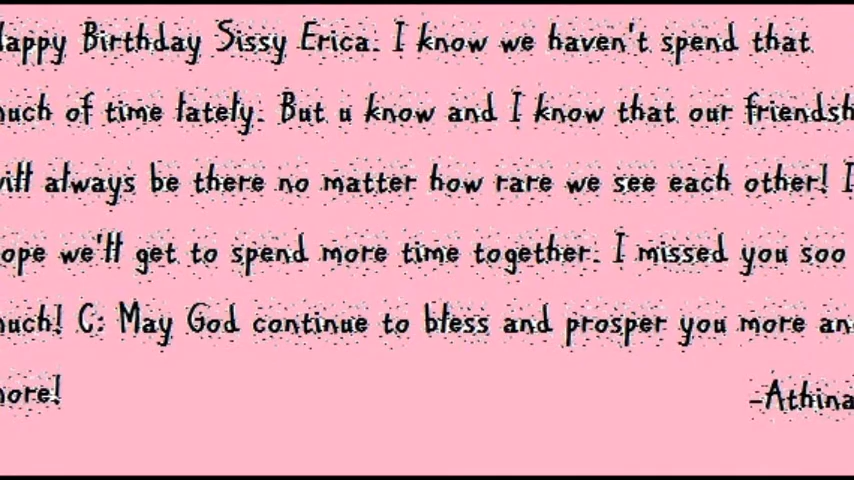 Happy Birthday Sissy Erica. I know we haven't spend that
much of time lately. But u know and I know that our friendsh
will always be there no matter how rare we see each other! I
hope we'll get to spend more time together. I missed you soo
much! C: May God continue to bless and prosper you more an
more!
-Athina